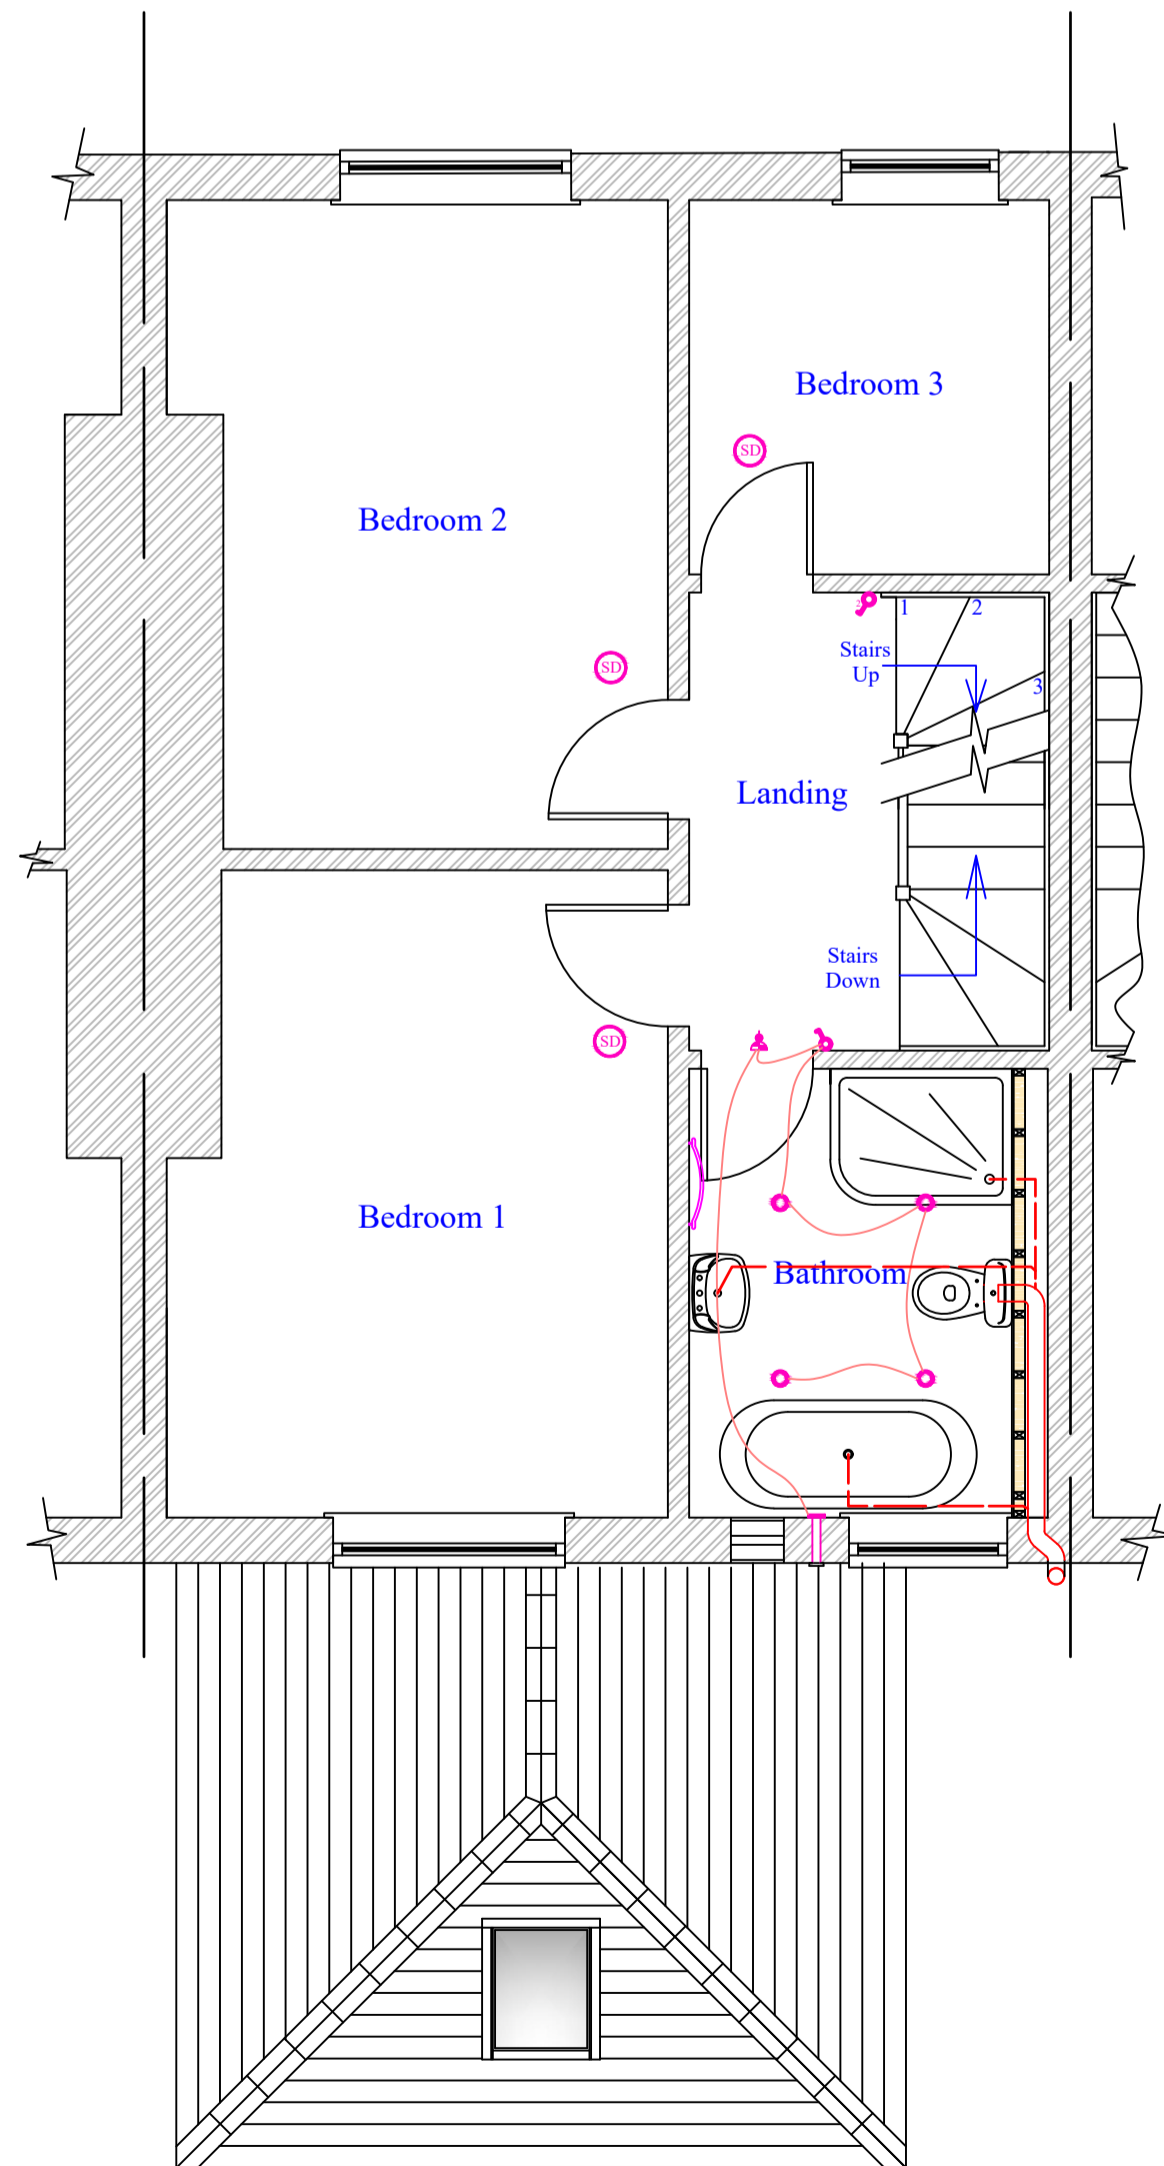 Bedroom 3
SD
Bedroom 2
SD
1
2
Stairs
Up
3
Landing
Stairs
Down
SD
Bedroom 1
Bathroom